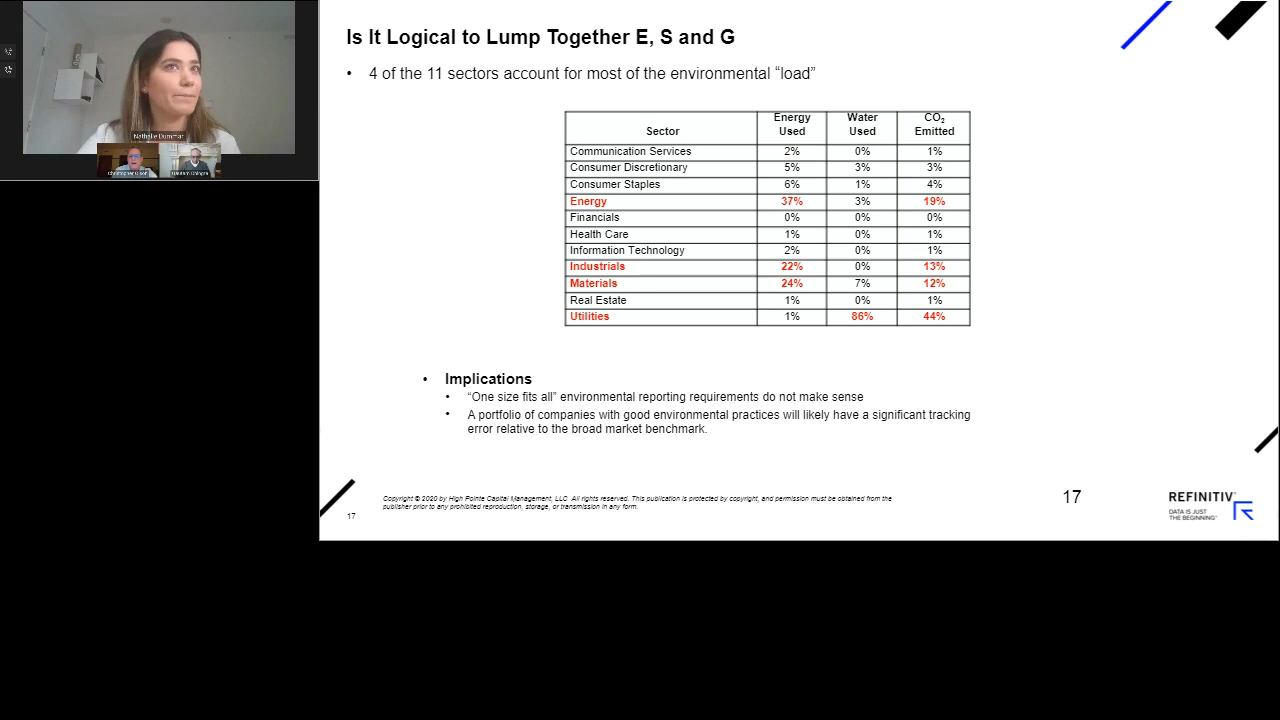 Is It Logical to Lump Together E, S and G
• 4 of the 11 sectors account for most of the environmental “load”
Sector Energy Used Water Used CO₂ Emitted
Communication Services 2% 0% 1%
Consumer Discretionary 5% 3% 3%
Consumer Staples 6% 1% 4%
Energy 37% 3% 19%
Financials 0% 0% 0%
Health Care 1% 0% 1%
Information Technology 2% 0% 1%
Industrials 22% 0% 13%
Materials 24% 7% 12%
Real Estate 1% 0% 1%
Utilities 1% 86% 44%
• Implications
• “One size fits all” environmental reporting requirements do not make sense
• A portfolio of companies with good environmental practices will likely have a significant tracking
error relative to the broad market benchmark.
Copyright © 2020 by High Pointe Capital Management, LLC All rights reserved. This publication is protected by copyright, and permission must be obtained from the
publisher prior to any prohibited reproduction, storage, or transmission in any form.
17
17
REFINITIV
DATA IS JUST
THE BEGINNING
Nathalie Dummar
Christopher Olson